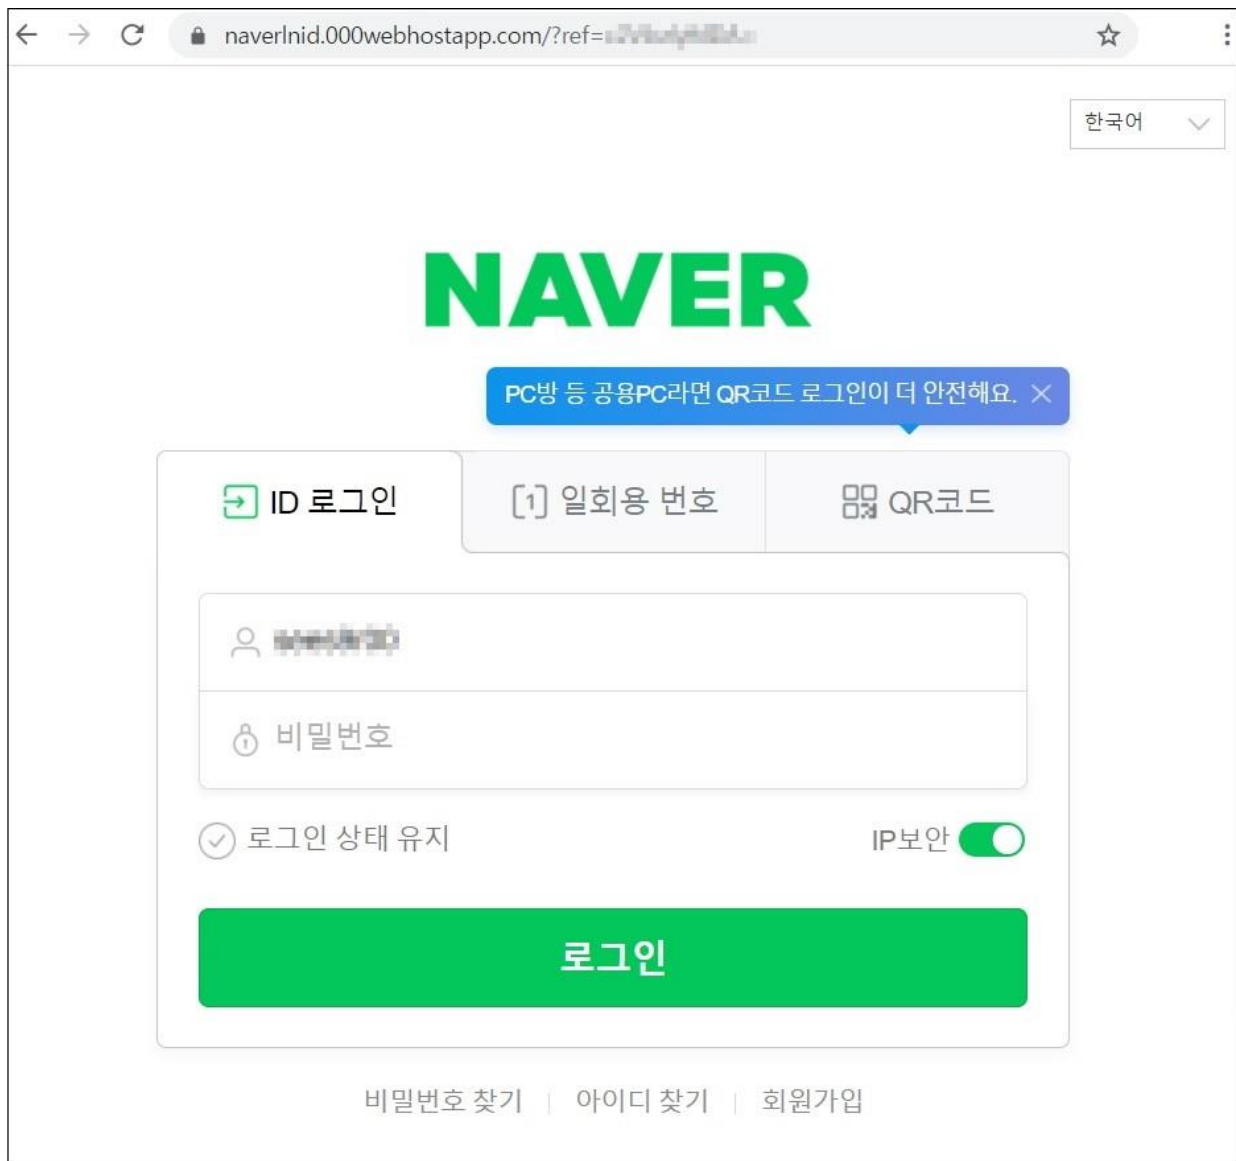 naverlnid.000webhostapp.com/?ref=
한국어
NAVER
PC방 등 공용PC라면 QR코드 로그인이 더 안전해요.
ID 로그인
[1] 일회용 번호
QR코드
비밀번호
로그인 상태 유지
IP보안
로그인
비밀번호 찾기 | 아이디 찾기 | 회원가입